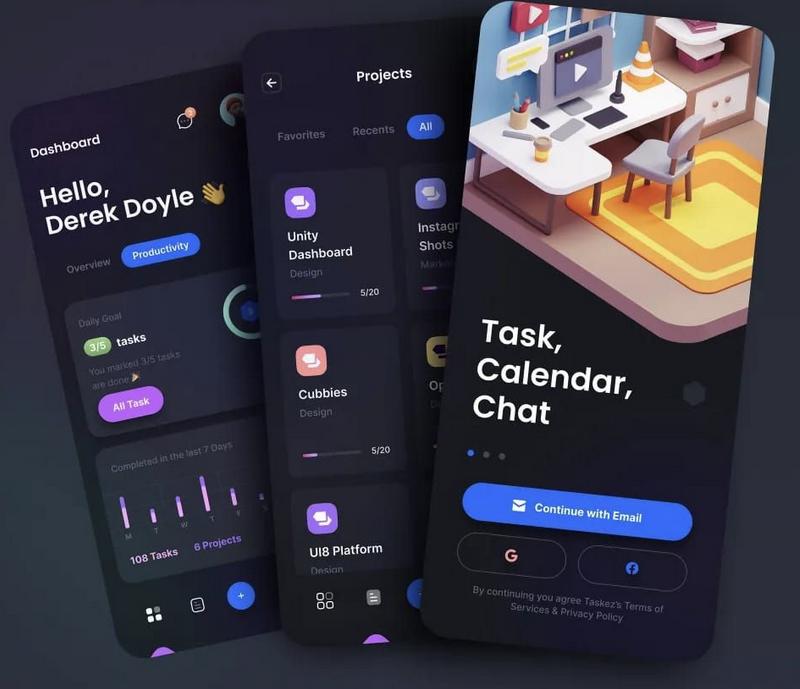 Dashboard
2
Hello,
Derek Doyle 👋
Overview
Productivity
Daily Goal
3/5 tasks
You marked 3/5 tasks
are done 🎉
All Task
Completed in the last 7 Days
M T W T F S
108 Tasks
6 Projects
+
Projects
Favorites
Recents
All
Unity
Dashboard
Design
5/20
Instagr
Shots
Market
Cubbies
Design
5/20
Op
UI8 Platform
Design
Task,
Calendar,
Chat
Continue with Email
G
f
By continuing you agree Taskez's Terms of
Services & Privacy Policy